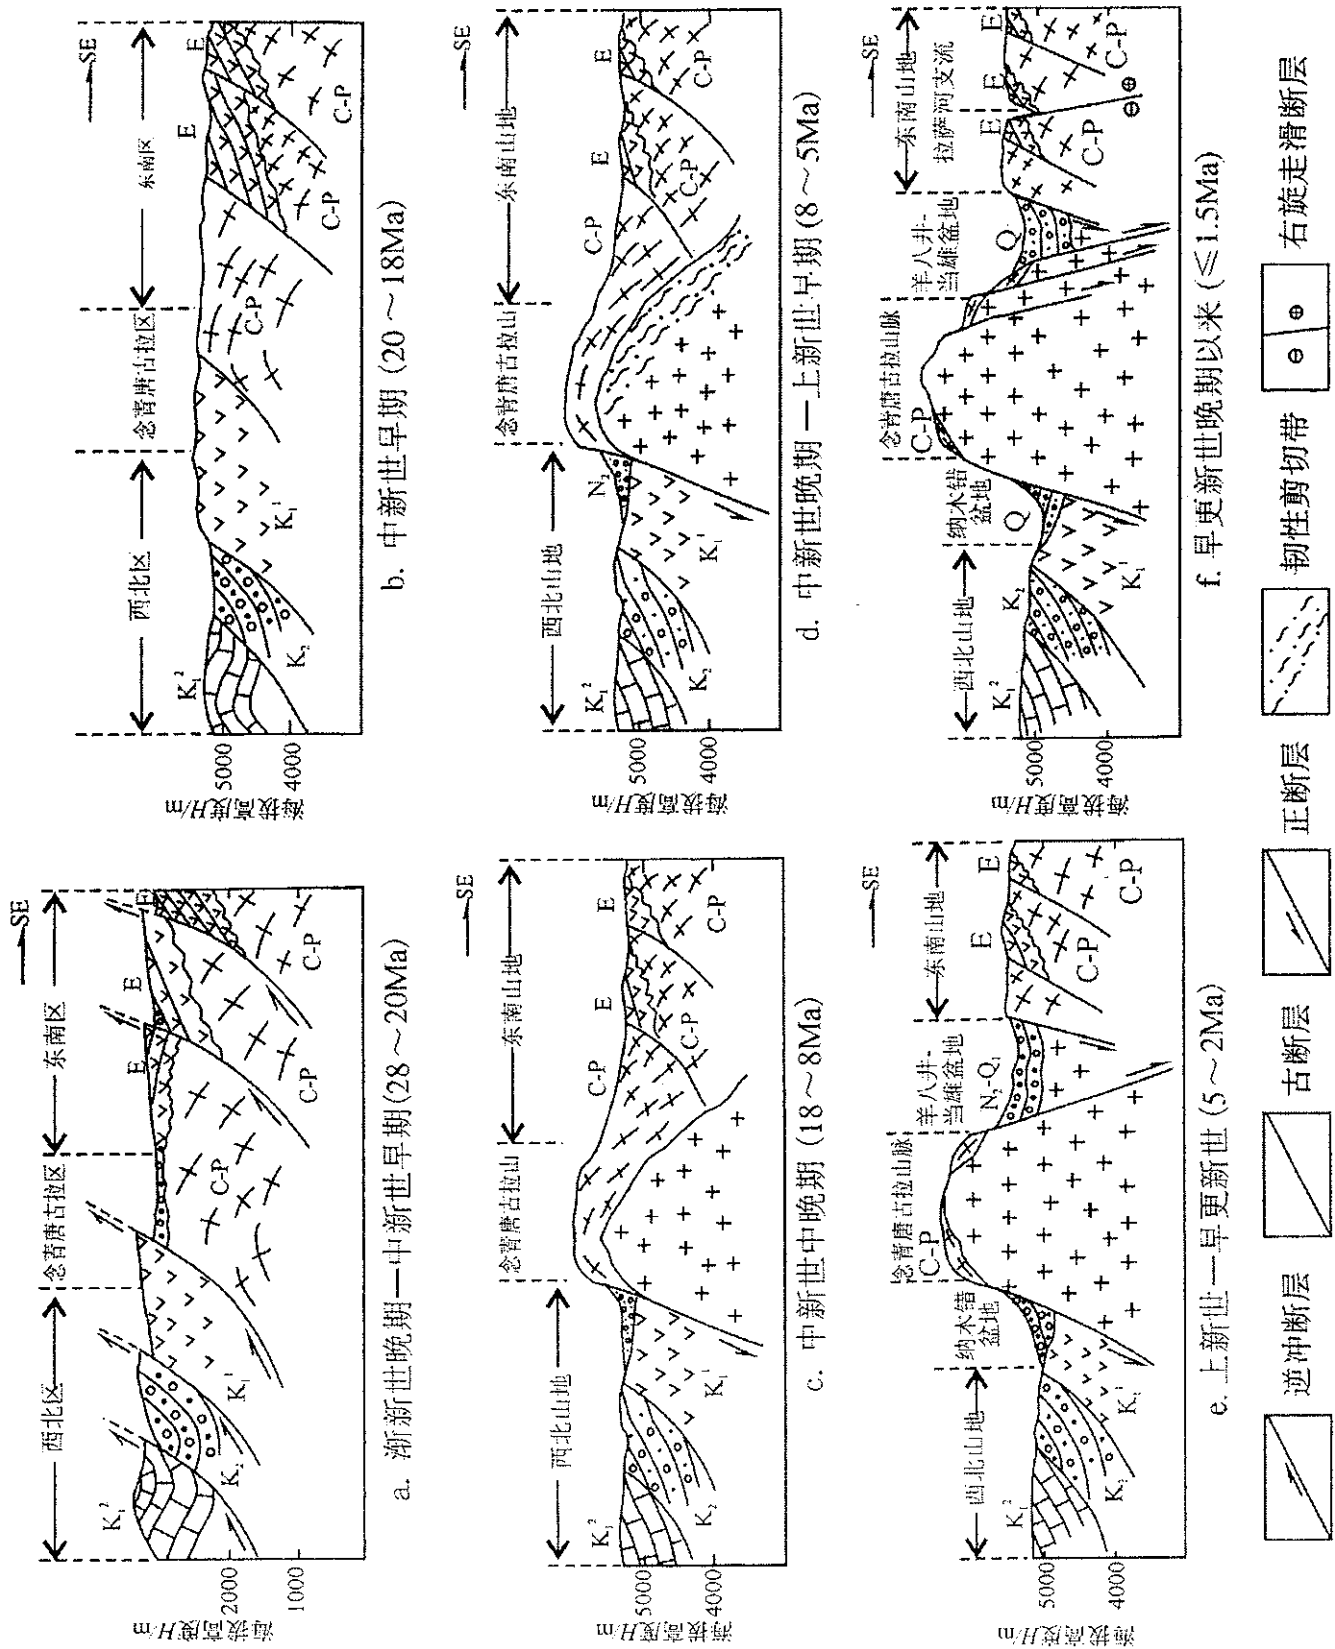 SE
西北区
念青唐古拉区
东南区
K₁²
K₂
K₁¹
C-P
E
E
E
C-P
C-P
海拔高度H/m
2000
1000
a. 渐新世晚期—中新世早期(28～20Ma)
SE
西北区
念青唐古拉区
东南区
K₁²
K₂
K₁¹
C-P
E
E
C-P
C-P
海拔高度H/m
5000
4000
b. 中新世早期 (20～18Ma)
SE
西北山地
念青唐古拉山
东南山地
K₁²
K₂
K₁¹
C-P
E
E
C-P
C-P
海拔高度H/m
5000
4000
c. 中新世中晚期 (18～8Ma)
SE
西北山地
念青唐古拉山
东南山地
K₁²
K₂
K₁¹
C-P
E
E
C-P
C-P
海拔高度H/m
5000
4000
d. 中新世晚期—上新世早期 (8～5Ma)
SE
西北山地
纳木错
盆地
念青唐古拉山脉
羊八井-
当雄盆地
东南山地
K₁²
K₂
K₁¹
C-P
N₂-Q₁
E
E
C-P
C-P
海拔高度H/m
5000
4000
e. 上新世—早更新世 (5～2Ma)
SE
西北山地
纳木错
盆地
念青唐古拉山脉
羊八井-
当雄盆地
东南山地
拉萨河支流
K₁²
K₂
K₁¹
Q
C-P
Q
E
E
E
C-P
C-P
海拔高度H/m
5000
4000
f. 早更新世晚期以来 (≤1.5Ma)
逆冲断层
古断层
正断层
韧性剪切带
右旋走滑断层